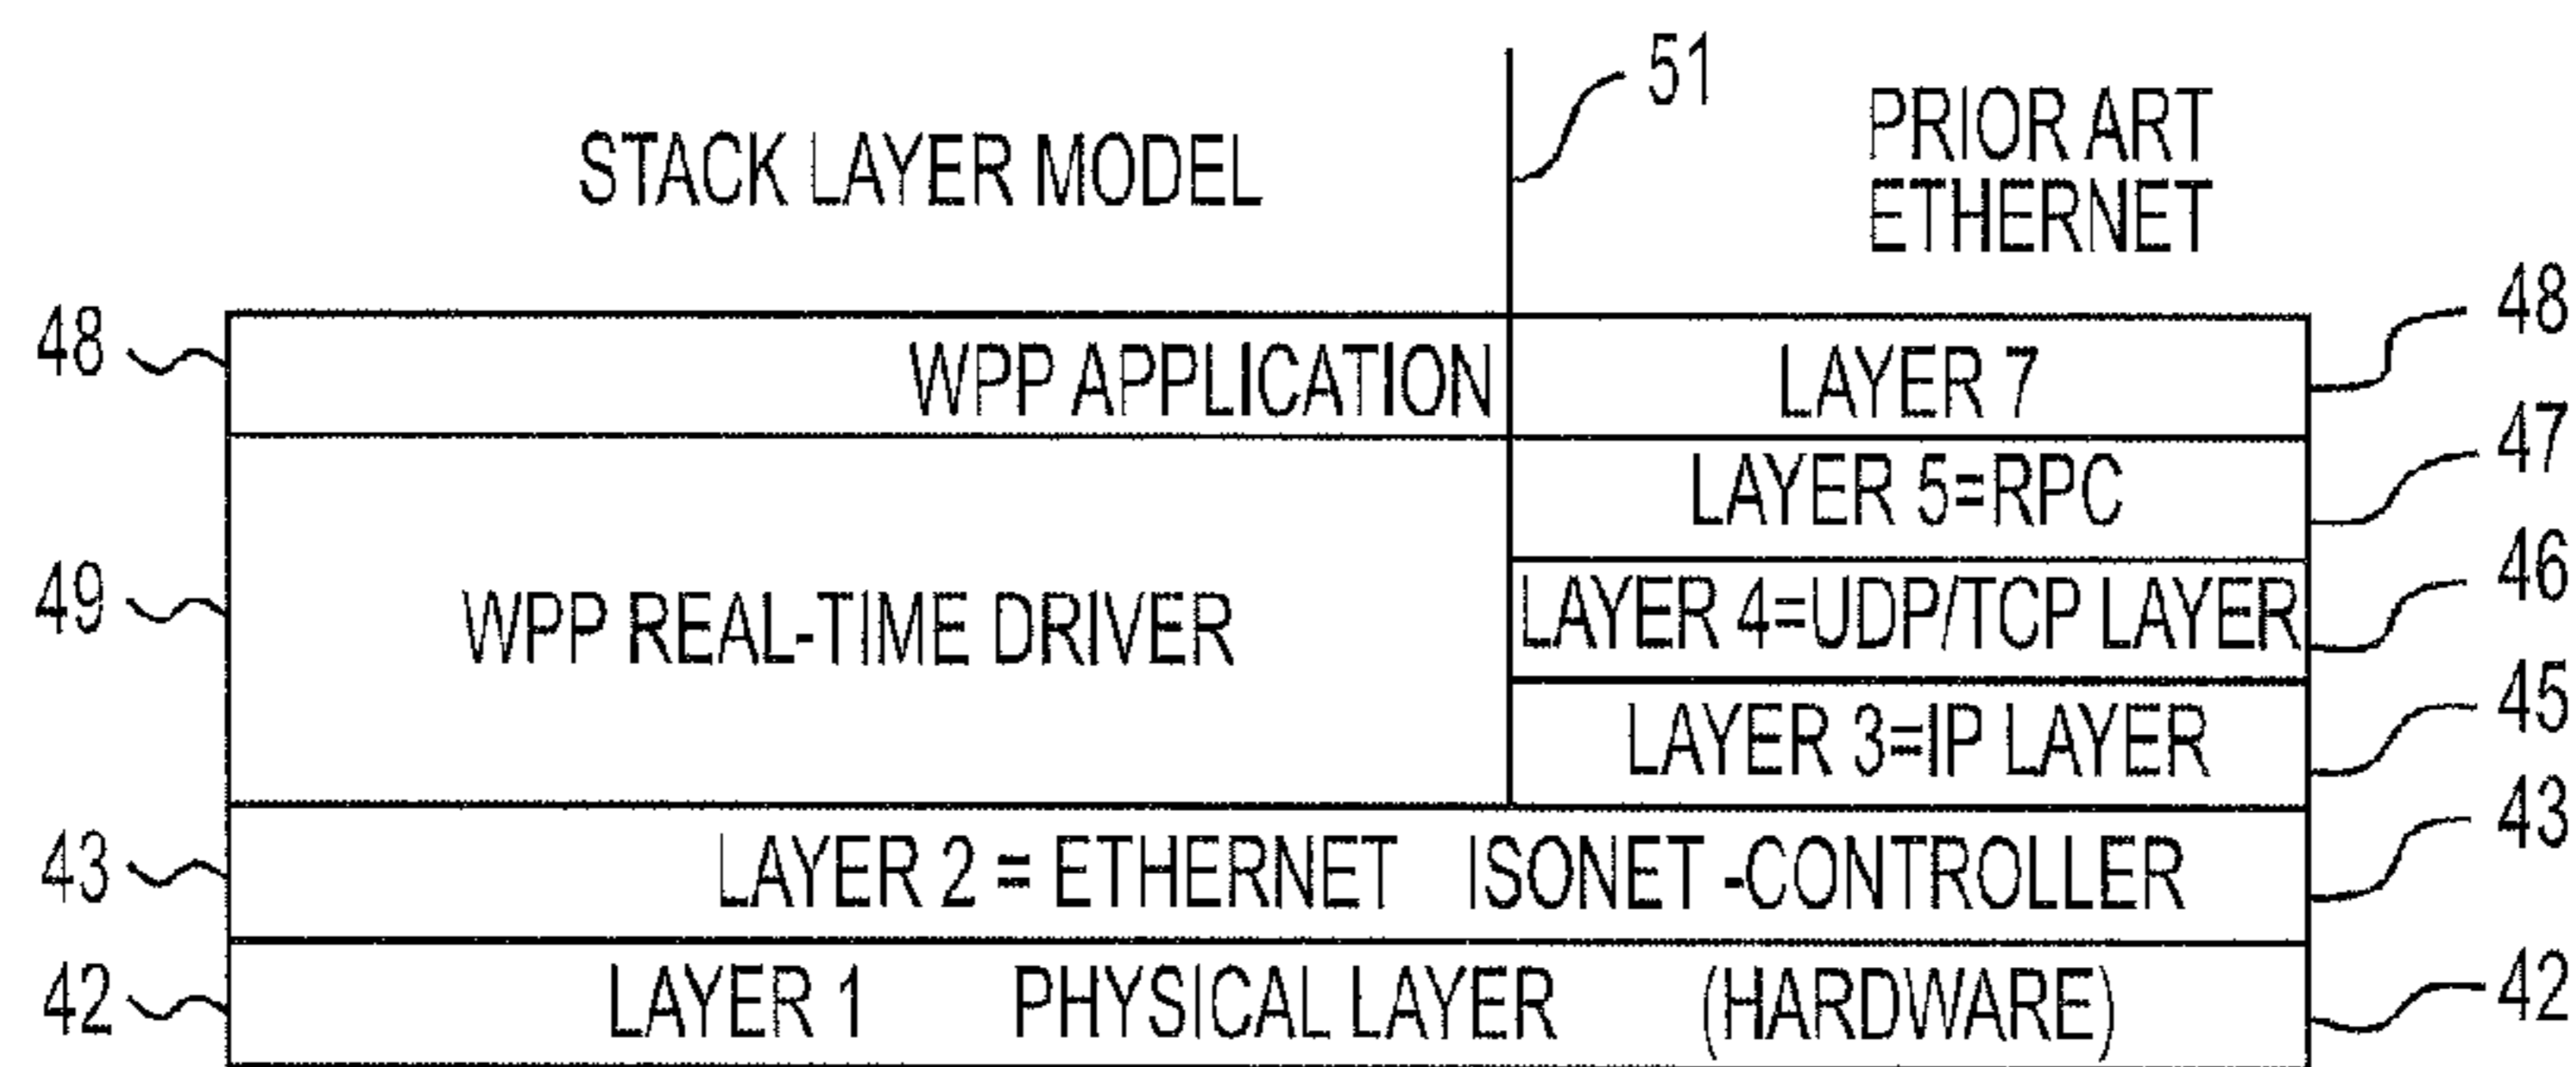 51
STACK LAYER MODEL
PRIOR ART
ETHERNET
48 WPP APPLICATION LAYER 7 48
LAYER 5=RPC 47
49 WPP REAL-TIME DRIVER LAYER 4=UDP/TCP LAYER 46
LAYER 3=IP LAYER 45
43 LAYER 2 = ETHERNET ISONET -CONTROLLER 43
42 LAYER 1 PHYSICAL LAYER (HARDWARE) 42